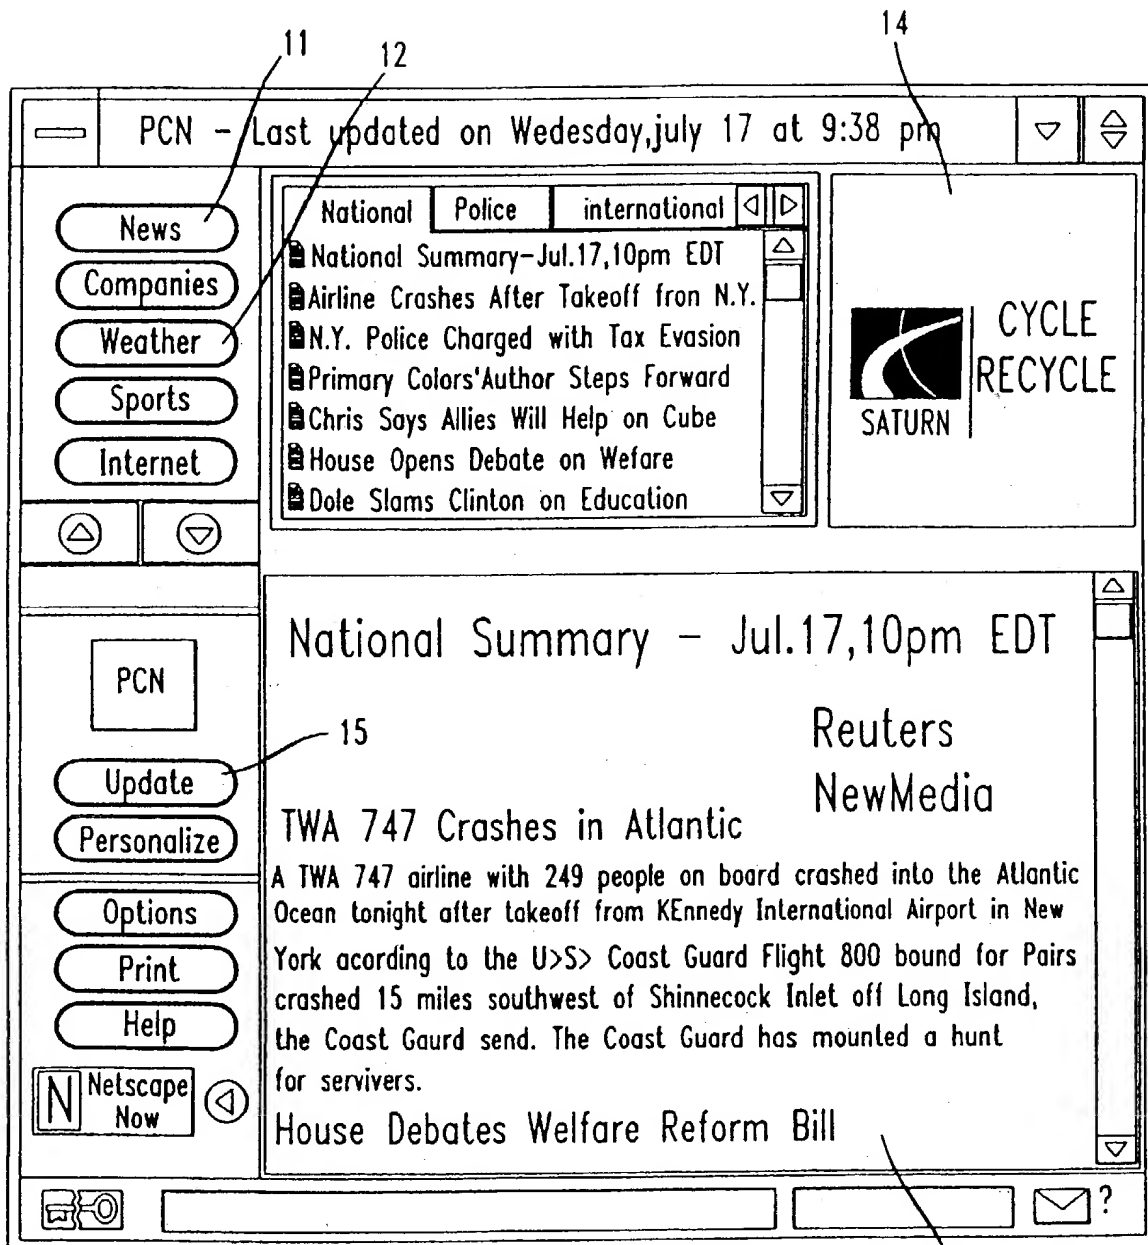 11
12
14
PCN - Last updated on Wedesday,july 17 at 9:38 pm
News
Companies
Weather
Sports
Internet
National Police international
National Summary-Jul.17,10pm EDT
Airline Crashes After Takeoff fron N.Y.
N.Y. Police Charged with Tax Evasion
Primary Colors'Author Steps Forward
Chris Says Allies Will Help on Cube
House Opens Debate on Wefare
Dole Slams Clinton on Education
SATURN
CYCLE
RECYCLE
PCN
15
Update
Personalize
Options
Print
Help
N Netscape
Now
National Summary - Jul.17,10pm EDT
Reuters
NewMedia
TWA 747 Crashes in Atlantic
A TWA 747 airline with 249 people on board crashed into the Atlantic
Ocean tonight after takeoff from KEnnedy International Airport in New
York acording to the U>S> Coast Guard Flight 800 bound for Pairs
crashed 15 miles southwest of Shinnecock Inlet off Long Island,
the Coast Gaurd send. The Coast Guard has mounted a hunt
for servivers.
House Debates Welfare Reform Bill
?